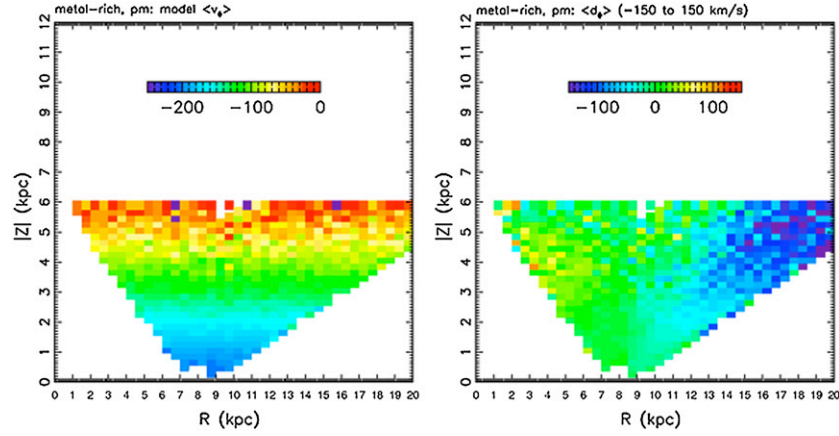 metal-rich, pm: model <v_ϕ>
-200 -100 0
12
11
10
9
8
7
6
5
4
3
2
1
0
|Z| (kpc)
0 1 2 3 4 5 6 7 8 9 10 11 12 13 14 15 16 17 18 19 20
R (kpc)
metal-rich, pm: <d_ϕ> (-150 to 150 km/s)
-100 0 100
12
11
10
9
8
7
6
5
4
3
2
1
0
|Z| (kpc)
0 1 2 3 4 5 6 7 8 9 10 11 12 13 14 15 16 17 18 19 20
R (kpc)